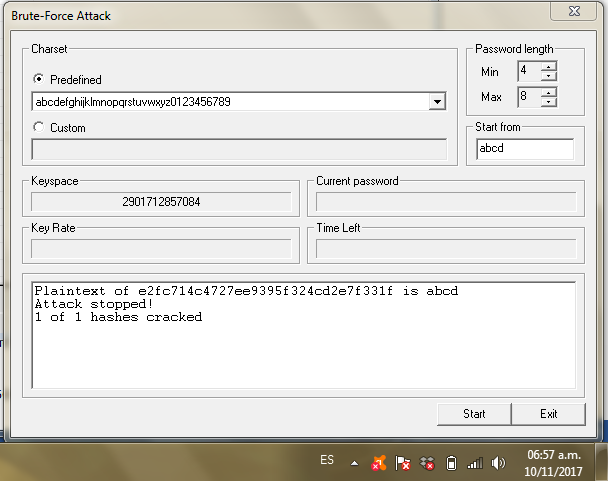 Brute-Force Attack
Charset
Predefined
abcdefghijklmnopqrstuvwxyz0123456789
Custom
Password length
Min 4
Max 8
Start from
abcd
Keyspace
2901712857084
Current password
Key Rate
Time Left
Plaintext of e2fc714c4727ee9395f324cd2e7f331f is abcd
Attack stopped!
1 of 1 hashes cracked
Start
Exit
ES
06:57 a.m.
10/11/2017